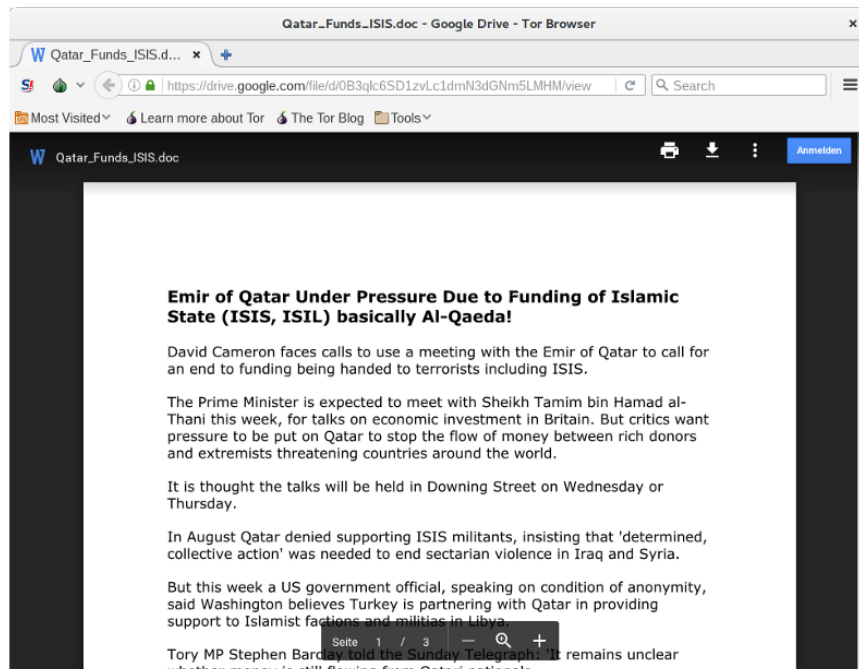 Qatar_Funds_ISIS.doc - Google Drive - Tor Browser
Qatar_Funds_ISIS.d...
https://drive.google.com/file/d/0B3qlc6SD1zvLc1dmN3dGNm5LMHM/view
Search
Most Visited
Learn more about Tor
The Tor Blog
Tools
W Qatar_Funds_ISIS.doc
Anmelden
Emir of Qatar Under Pressure Due to Funding of Islamic
State (ISIS, ISIL) basically Al-Qaeda!
David Cameron faces calls to use a meeting with the Emir of Qatar to call for
an end to funding being handed to terrorists including ISIS.
The Prime Minister is expected to meet with Sheikh Tamim bin Hamad al-
Thani this week, for talks on economic investment in Britain. But critics want
pressure to be put on Qatar to stop the flow of money between rich donors
and extremists threatening countries around the world.
It is thought the talks will be held in Downing Street on Wednesday or
Thursday.
In August Qatar denied supporting ISIS militants, insisting that 'determined,
collective action' was needed to end sectarian violence in Iraq and Syria.
But this week a US government official, speaking on condition of anonymity,
said Washington believes Turkey is partnering with Qatar in providing
support to Islamist factions and militias in Libya.
Tory MP Stephen Barclay told the Sunday Telegraph: 'It remains unclear
whether money is still flowing from Qatari nationals
Seite 1 / 3